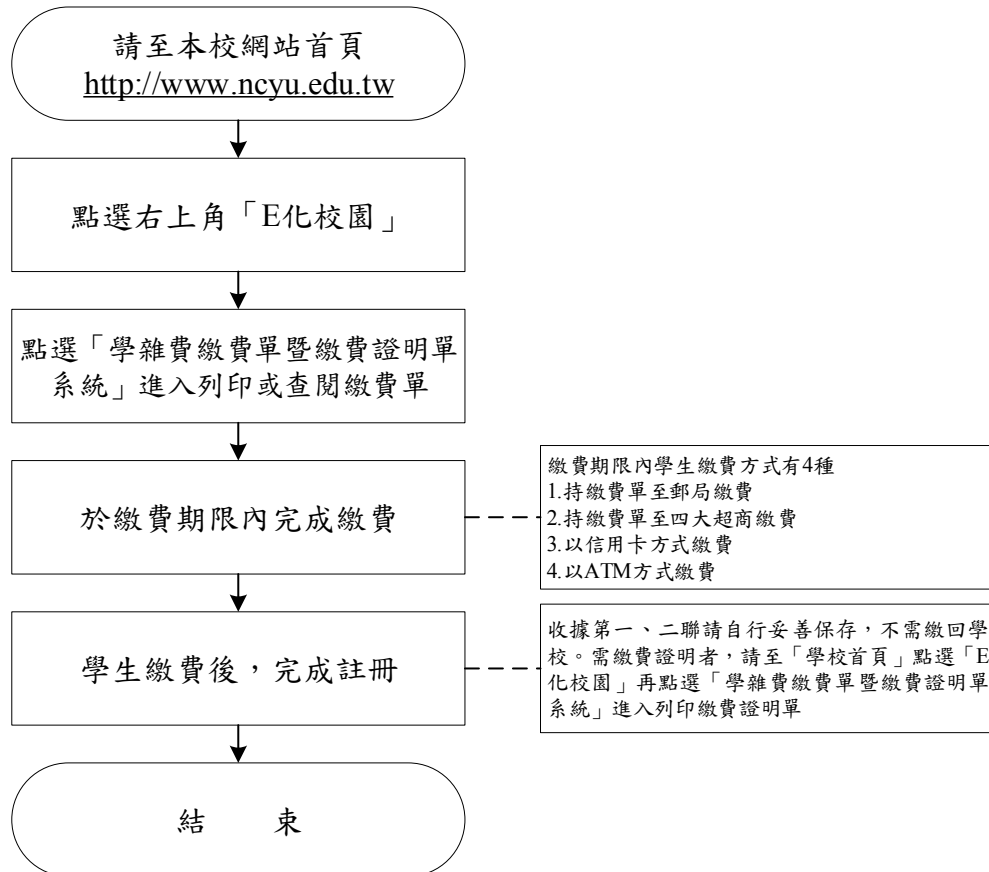 請至本校網站首頁
http://www.ncyu.edu.tw
點選右上角「E化校園」
點選「學雜費繳費單暨繳費證明單
系統」進入列印或查閱繳費單
於繳費期限內完成繳費
繳費期限內學生繳費方式有4種
1.持繳費單至郵局繳費
2.持繳費單至四大超商繳費
3.以信用卡方式繳費
4.以ATM方式繳費
學生繳費後，完成註冊
收據第一、二聯請自行妥善保存，不需繳回學
校。需繳費證明者，請至「學校首頁」點選「E
化校園」再點選「學雜費繳費單暨繳費證明單
系統」進入列印繳費證明單
結　　束